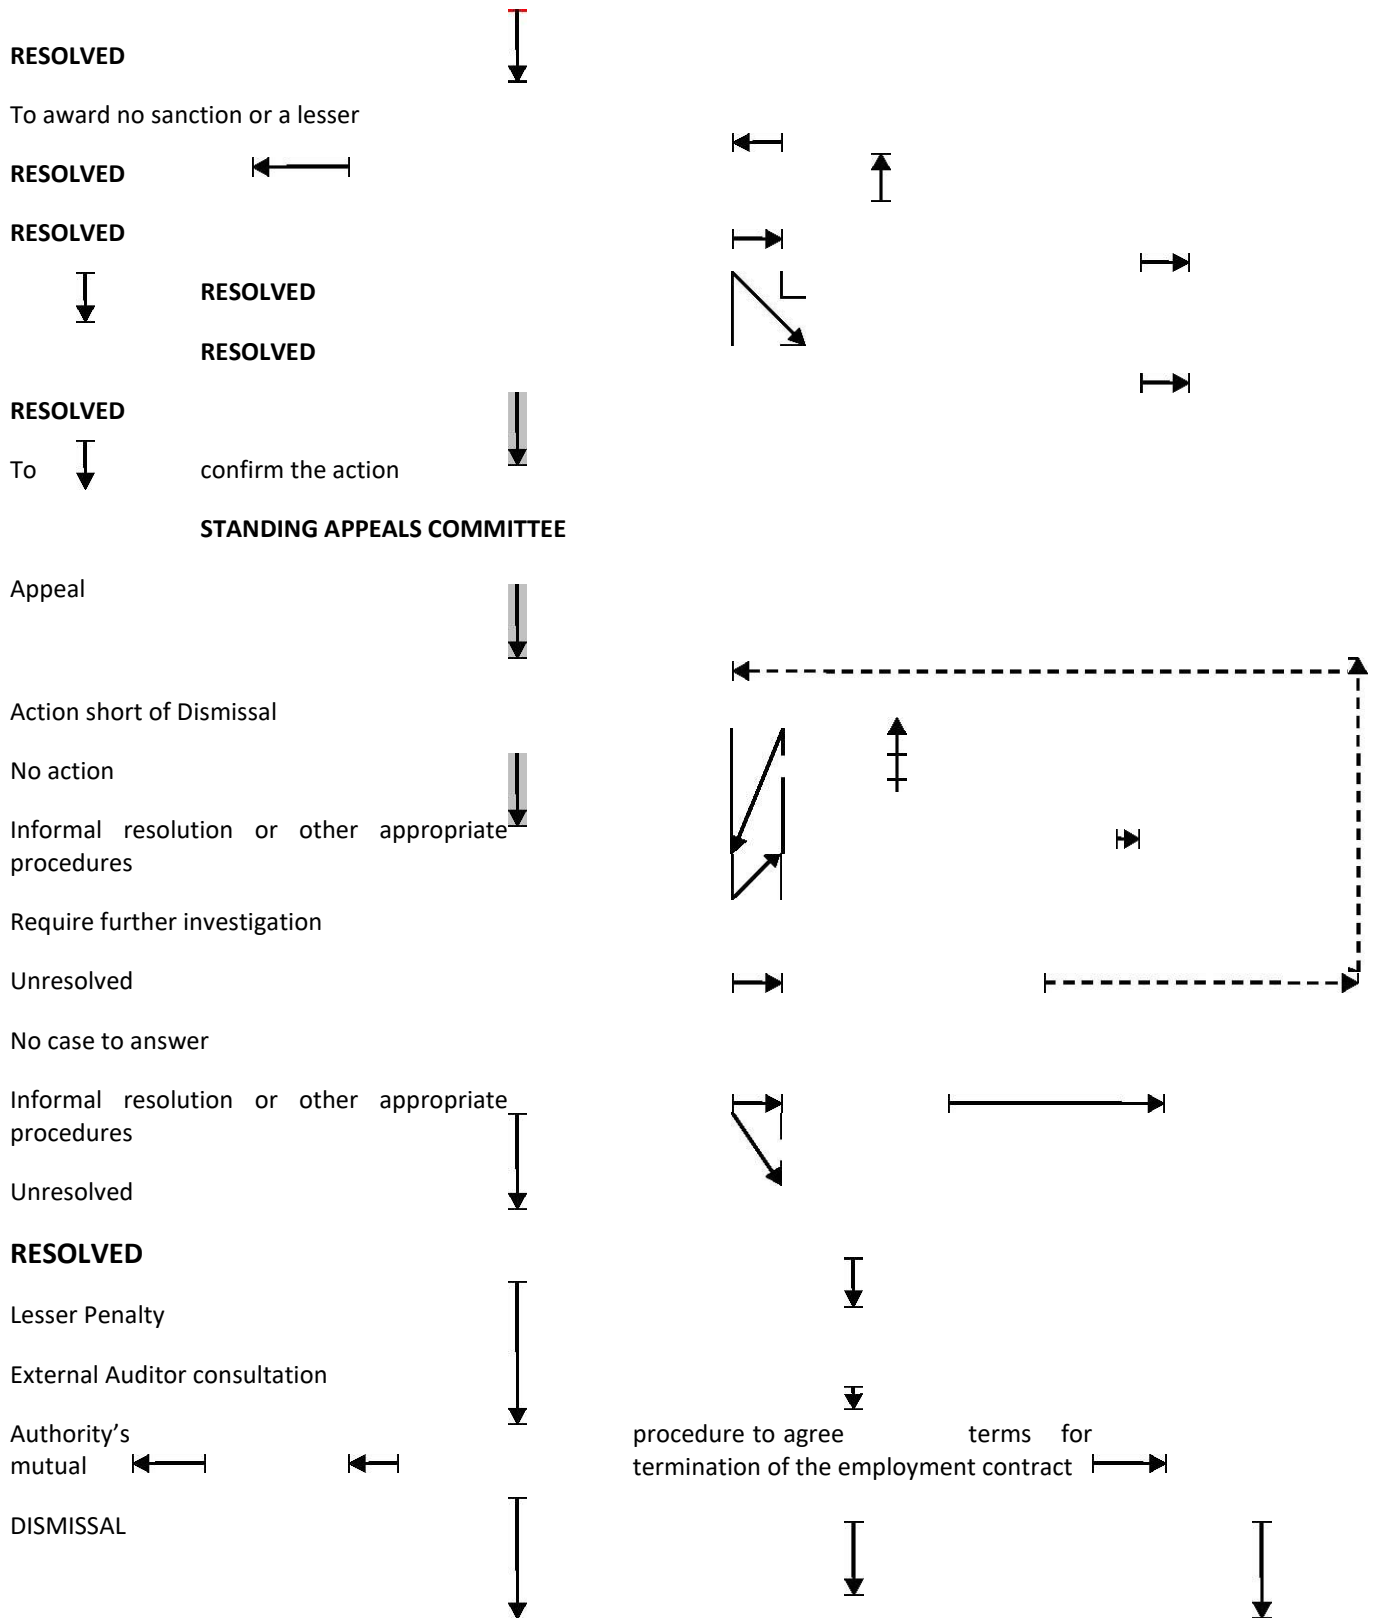 RESOLVED
To award no sanction or a lesser
RESOLVED
RESOLVED
RESOLVED
RESOLVED
RESOLVED
To confirm the action
STANDING APPEALS COMMITTEE
Appeal
Action short of Dismissal
No action
Informal resolution or other appropriate
procedures
Require further investigation
Unresolved
No case to answer
Informal resolution or other appropriate
procedures
Unresolved
RESOLVED
Lesser Penalty
External Auditor consultation
Authority’s procedure to agree terms for
mutual termination of the employment contract
DISMISSAL